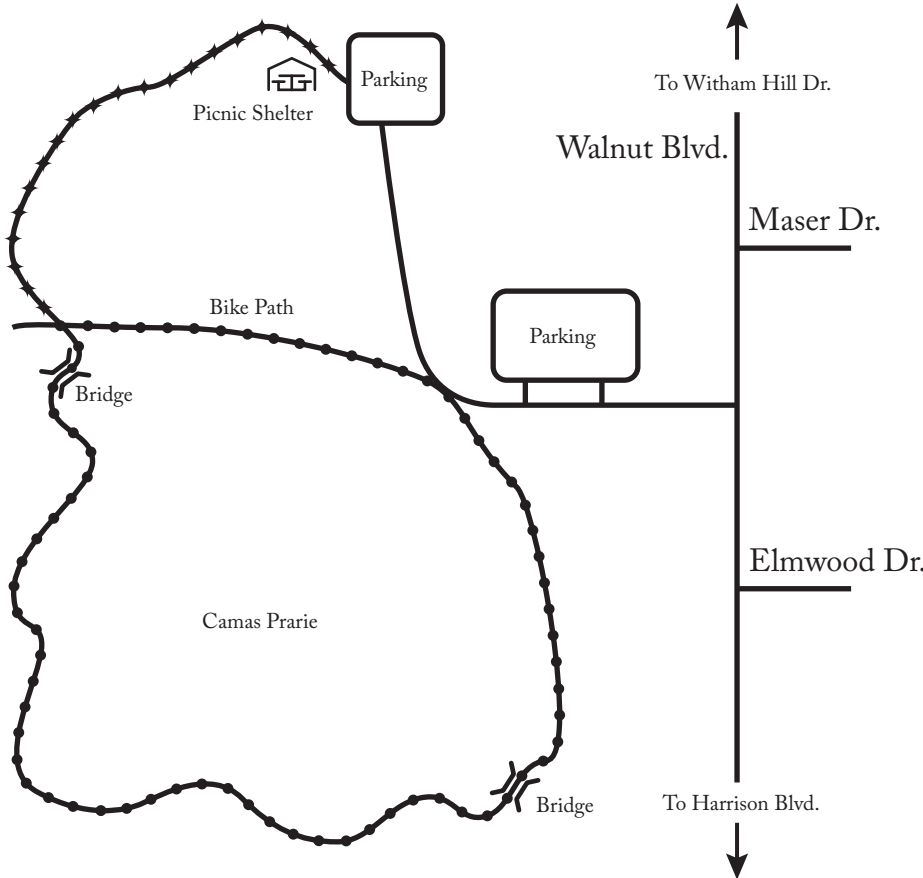 Parking
To Witham Hill Dr.
Picnic Shelter
Walnut Blvd.
Maser Dr.
Bike Path
Parking
Bridge
Elmwood Dr.
Camas Prarie
To Harrison Blvd.
Bridge